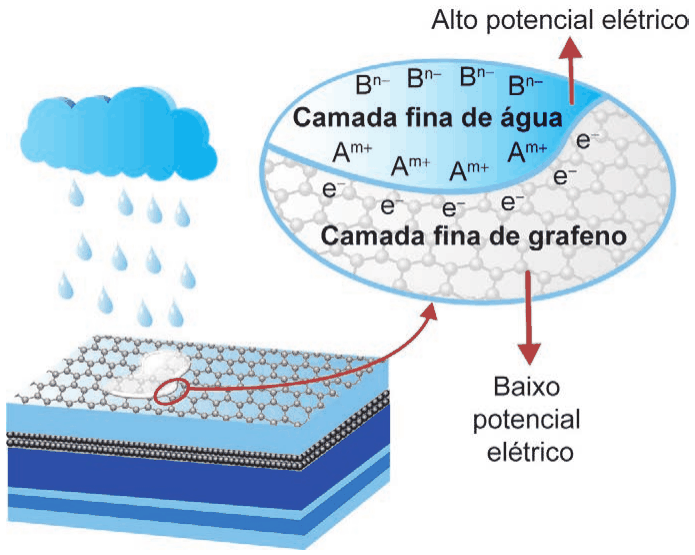 Alto potencial elétrico
Bⁿ⁻ Bⁿ⁻ Bⁿ⁻ Bⁿ⁻
Camada fina de água
Aᵐ⁺ Aᵐ⁺ Aᵐ⁺ Aᵐ⁺
e⁻ e⁻ e⁻ e⁻ e⁻ e⁻
Camada fina de grafeno
Baixo
potencial
elétrico